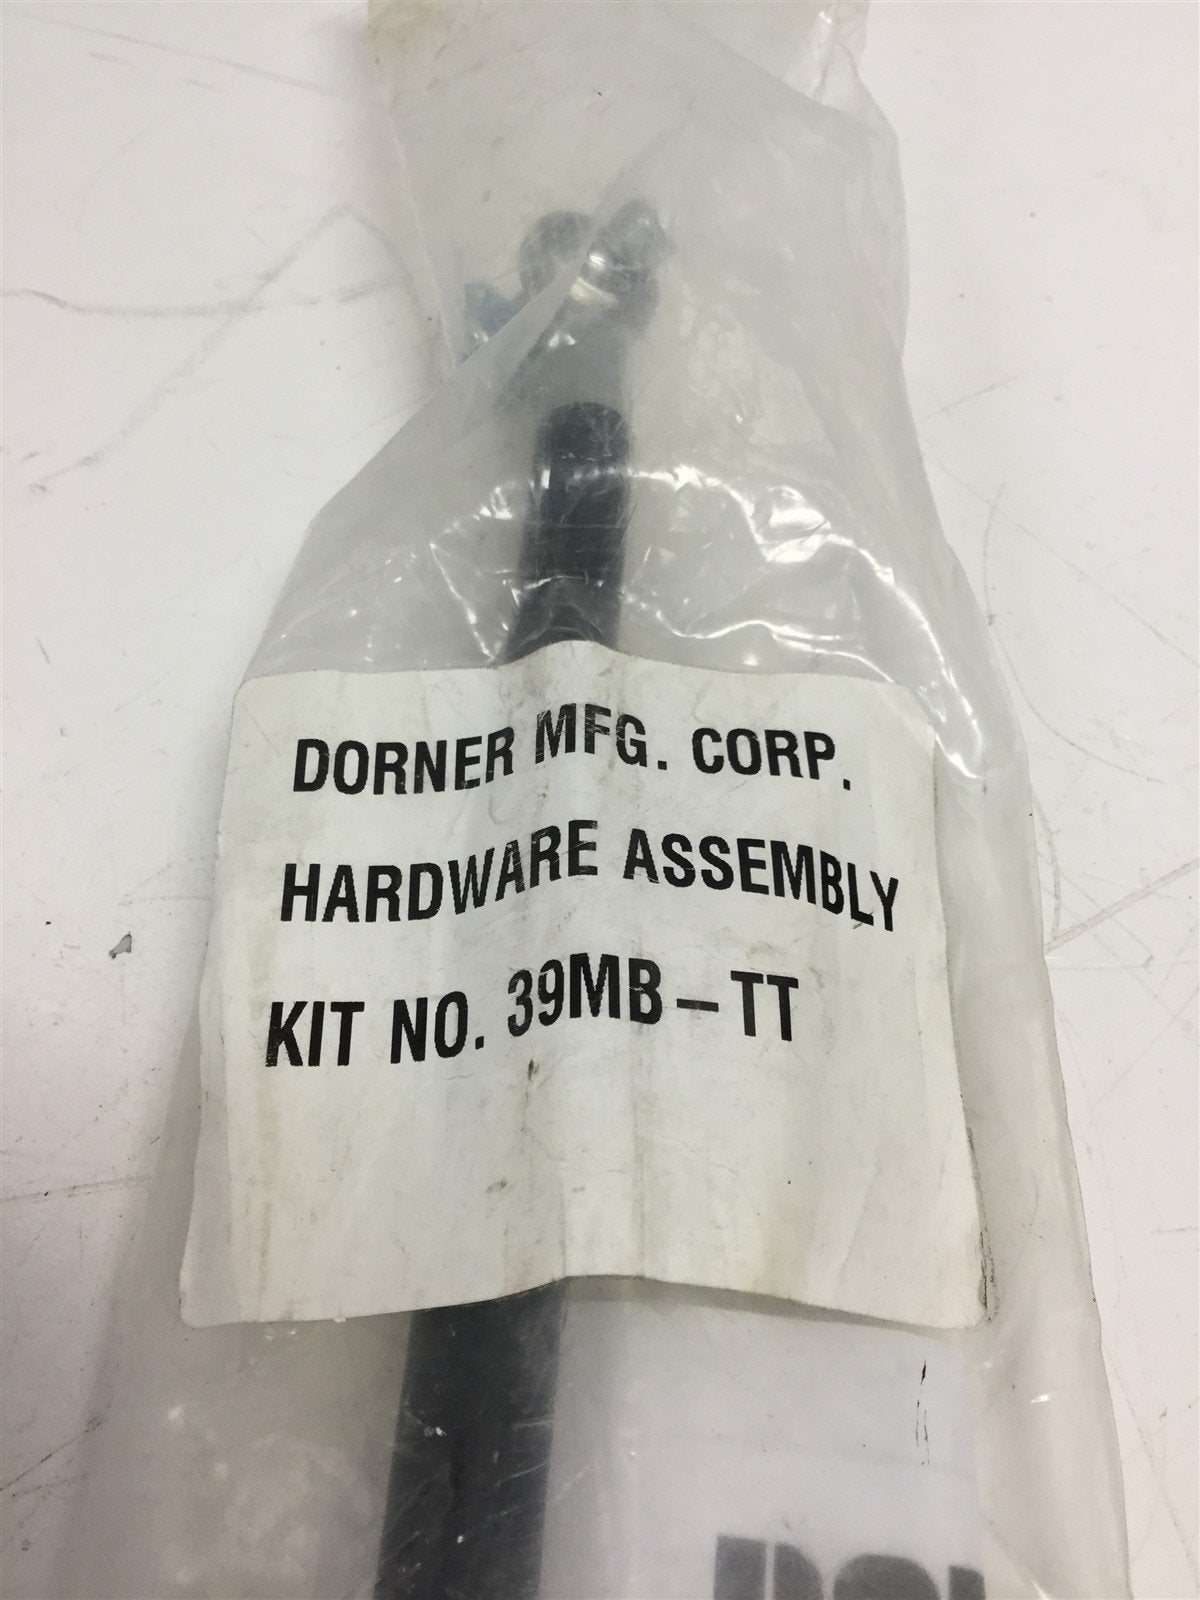 DORNER MFG. CORP.
HARDWARE ASSEMBLY
KIT NO. 39MB-TT